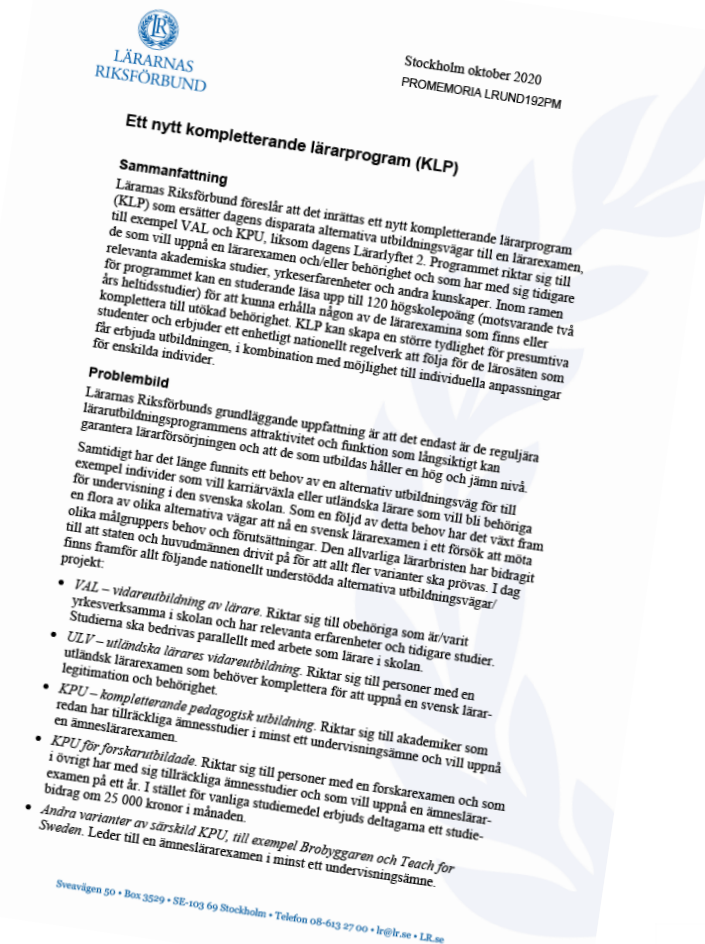 LR
LÄRARNAS
RIKSFÖRBUND
Stockholm oktober 2020
PROMEMORIA LRUND192PM
Ett nytt kompletterande lärarprogram (KLP)
Sammanfattning
Lärarnas Riksförbund föreslår att det inrättas ett nytt kompletterande lärarprogram
(KLP) som ersätter dagens disparata alternativa utbildningsvägar till en lärarexamen,
till exempel VAL och KPU, liksom dagens Lärarlyftet 2. Programmet riktar sig till
de som vill uppnå en lärarexamen och/eller behörighet och som har med sig tidigare
relevanta akademiska studier, yrkeserfarenheter och andra kunskaper. Inom ramen
för programmet kan en studerande läsa upp till 120 högskolepoäng (motsvarande två
års heltidsstudier) för att kunna erhålla någon av de lärarexamina som finns eller
komplettera till utökad behörighet. KLP kan skapa en större tydlighet för presumtiva
studenter och erbjuder ett enhetligt nationellt regelverk att följa för de lärosäten som
får erbjuda utbildningen, i kombination med möjlighet till individuella anpassningar
för enskilda individer.
Problembild
Lärarnas Riksförbunds grundläggande uppfattning är att det endast är de reguljära
lärarutbildningsprogrammens attraktivitet och funktion som långsiktigt kan
garantera lärarförsörjningen och att de som utbildas håller en hög och jämn nivå.
Samtidigt har det länge funnits ett behov av en alternativ utbildningsväg för till
exempel individer som vill karriärväxla eller utländska lärare som vill bli behöriga
för undervisning i den svenska skolan. Som en följd av detta behov har det växt fram
en flora av olika alternativa vägar att nå en svensk lärarexamen i ett försök att möta
olika målgruppers behov och förutsättningar. Den allvarliga lärarbristen har bidragit
till att staten och huvudmännen drivit på för att allt fler varianter ska prövas. I dag
finns framför allt följande nationellt understödda alternativa utbildningsvägar/
projekt:
• VAL – vidareutbildning av lärare. Riktar sig till obehöriga som är/varit
yrkesverksamma i skolan och har relevanta erfarenheter och tidigare studier.
Studierna ska bedrivas parallellt med arbete som lärare i skolan.
• ULV – utländska lärares vidareutbildning. Riktar sig till personer med en
utländsk lärarexamen som behöver komplettera för att uppnå en svensk lärar-
legitimation och behörighet.
• KPU – kompletterande pedagogisk utbildning. Riktar sig till akademiker som
redan har tillräckliga ämnesstudier i minst ett undervisningsämne och vill uppnå
en ämneslärarexamen.
• KPU för forskarutbildade. Riktar sig till personer med en forskarexamen och som
i övrigt har med sig tillräckliga ämnesstudier och som vill uppnå en ämneslärar-
examen på ett år. I stället för vanliga studiemedel erbjuds deltagarna ett studie-
bidrag om 25 000 kronor i månaden.
• Andra varianter av särskild KPU, till exempel Brobyggaren och Teach for
Sweden. Leder till en ämneslärarexamen i minst ett undervisningsämne.
Sveavägen 50 • Box 3529 • SE-103 69 Stockholm • Telefon 08-613 27 00 • lr@lr.se • LR.se